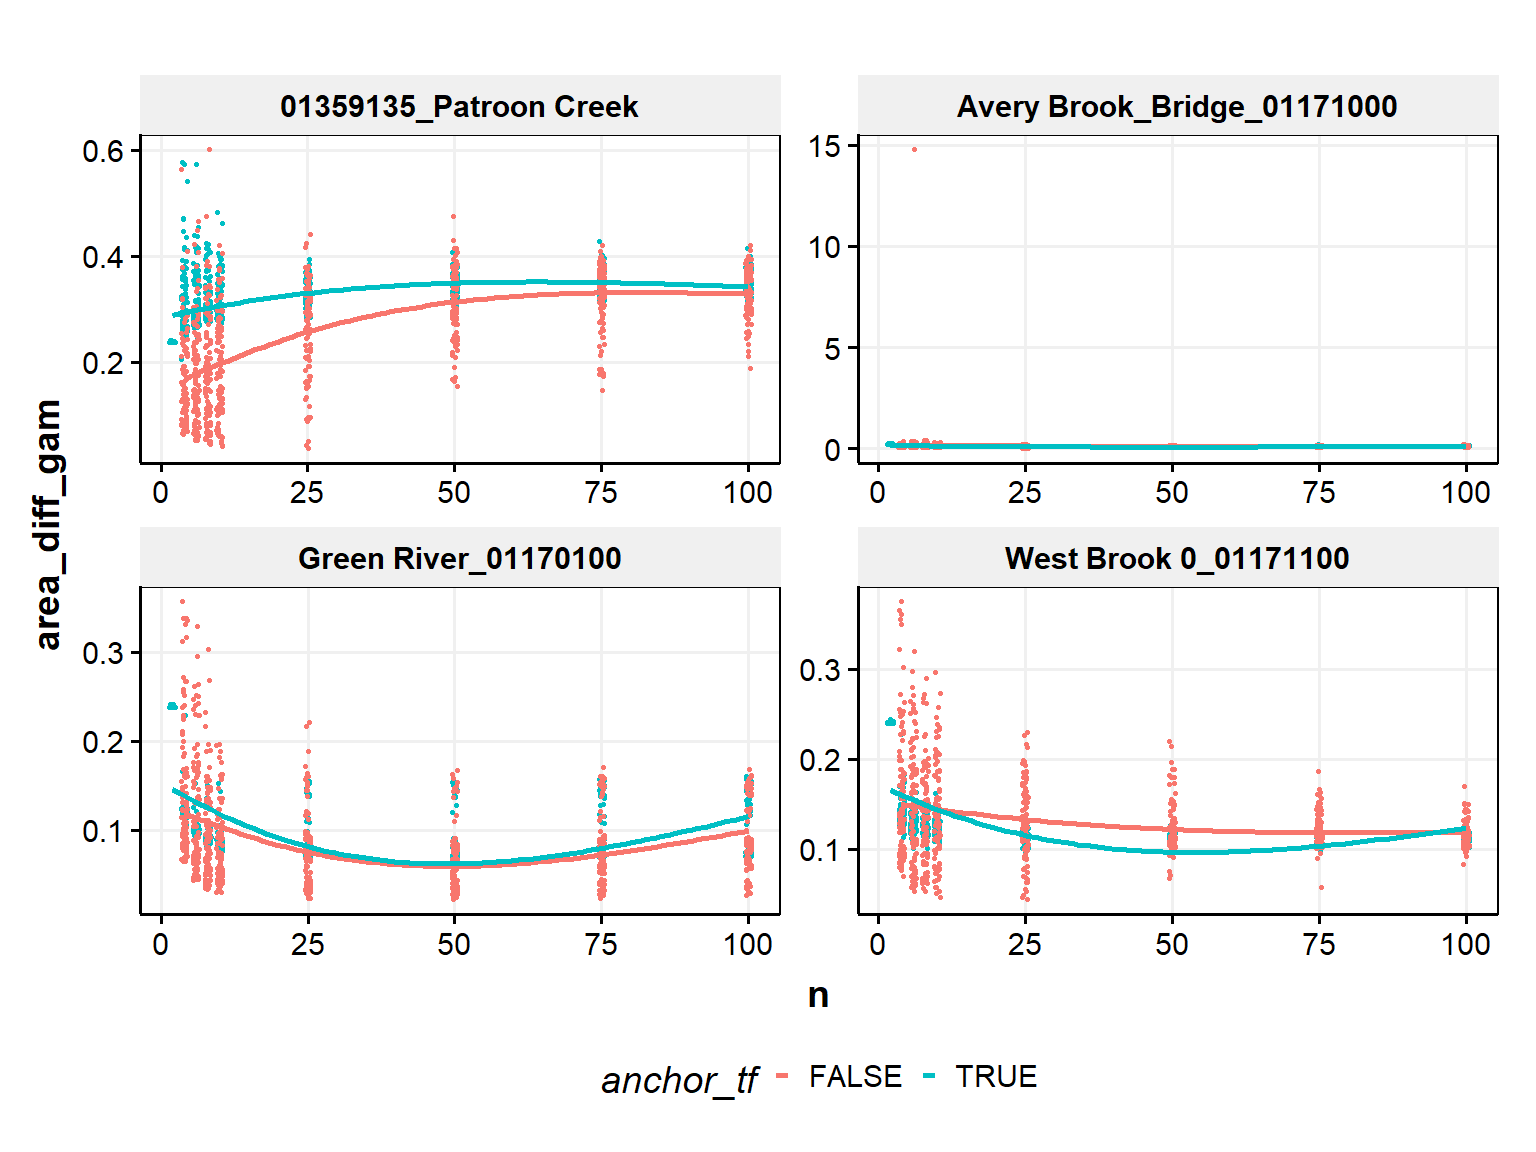 01359135_Patroon Creek
Avery Brook_Bridge_01171000
0.6
0.4
0.2
0 25 50 75 100
15
10
5
0
0 25 50 75 100
area_diff_gam
Green River_01170100
West Brook 0_01171100
0.3
0.2
0.1
0 25 50 75 100
0.3
0.2
0.1
0 25 50 75 100
n
anchor_tf FALSE TRUE